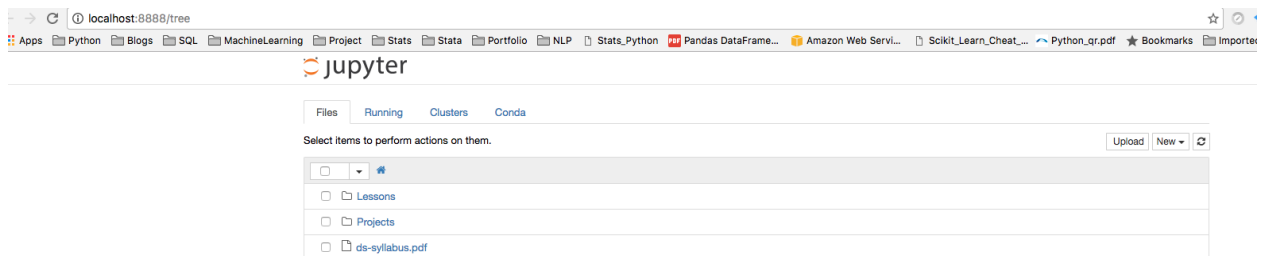 localhost:8888/tree
Apps Python Blogs SQL MachineLearning Project Stats Stata Portfolio NLP Stats_Python PDF Pandas DataFrame... Amazon Web Servi... Scikit_Learn_Cheat_... Python_qr.pdf Bookmarks Imported
jupyter
Files Running Clusters Conda
Select items to perform actions on them. Upload New
Lessons
Projects
ds-syllabus.pdf